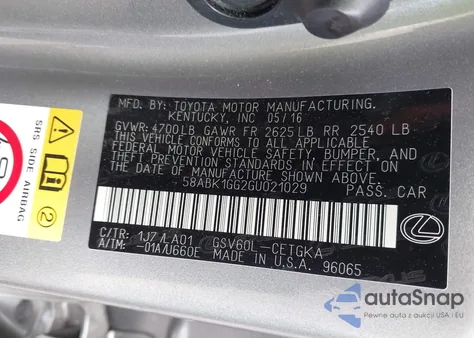 MFD. BY: TOYOTA MOTOR MANUFACTURING,
KENTUCKY, INC 05/16
GVWR: 4700LB GAWR FR 2625 LB RR 2540 LB
THIS VEHICLE CONFORMS TO ALL APPLICABLE
FEDERAL MOTOR VEHICLE SAFETY, BUMPER, AND
THEFT PREVENTION STANDARDS IN EFFECT ON
THE DATE OF MANUFACTURE SHOWN ABOVE.
58ABK1GG2GU021029 PASS. CAR
C/TR: 1J7/LA01 GSV60L-CETGKA
A/TM: -01A/U660E MADE IN U.S.A. 96065
SRS SIDE AIRBAG
2
autoSnap
Pewne auta z aukcji USA i EU